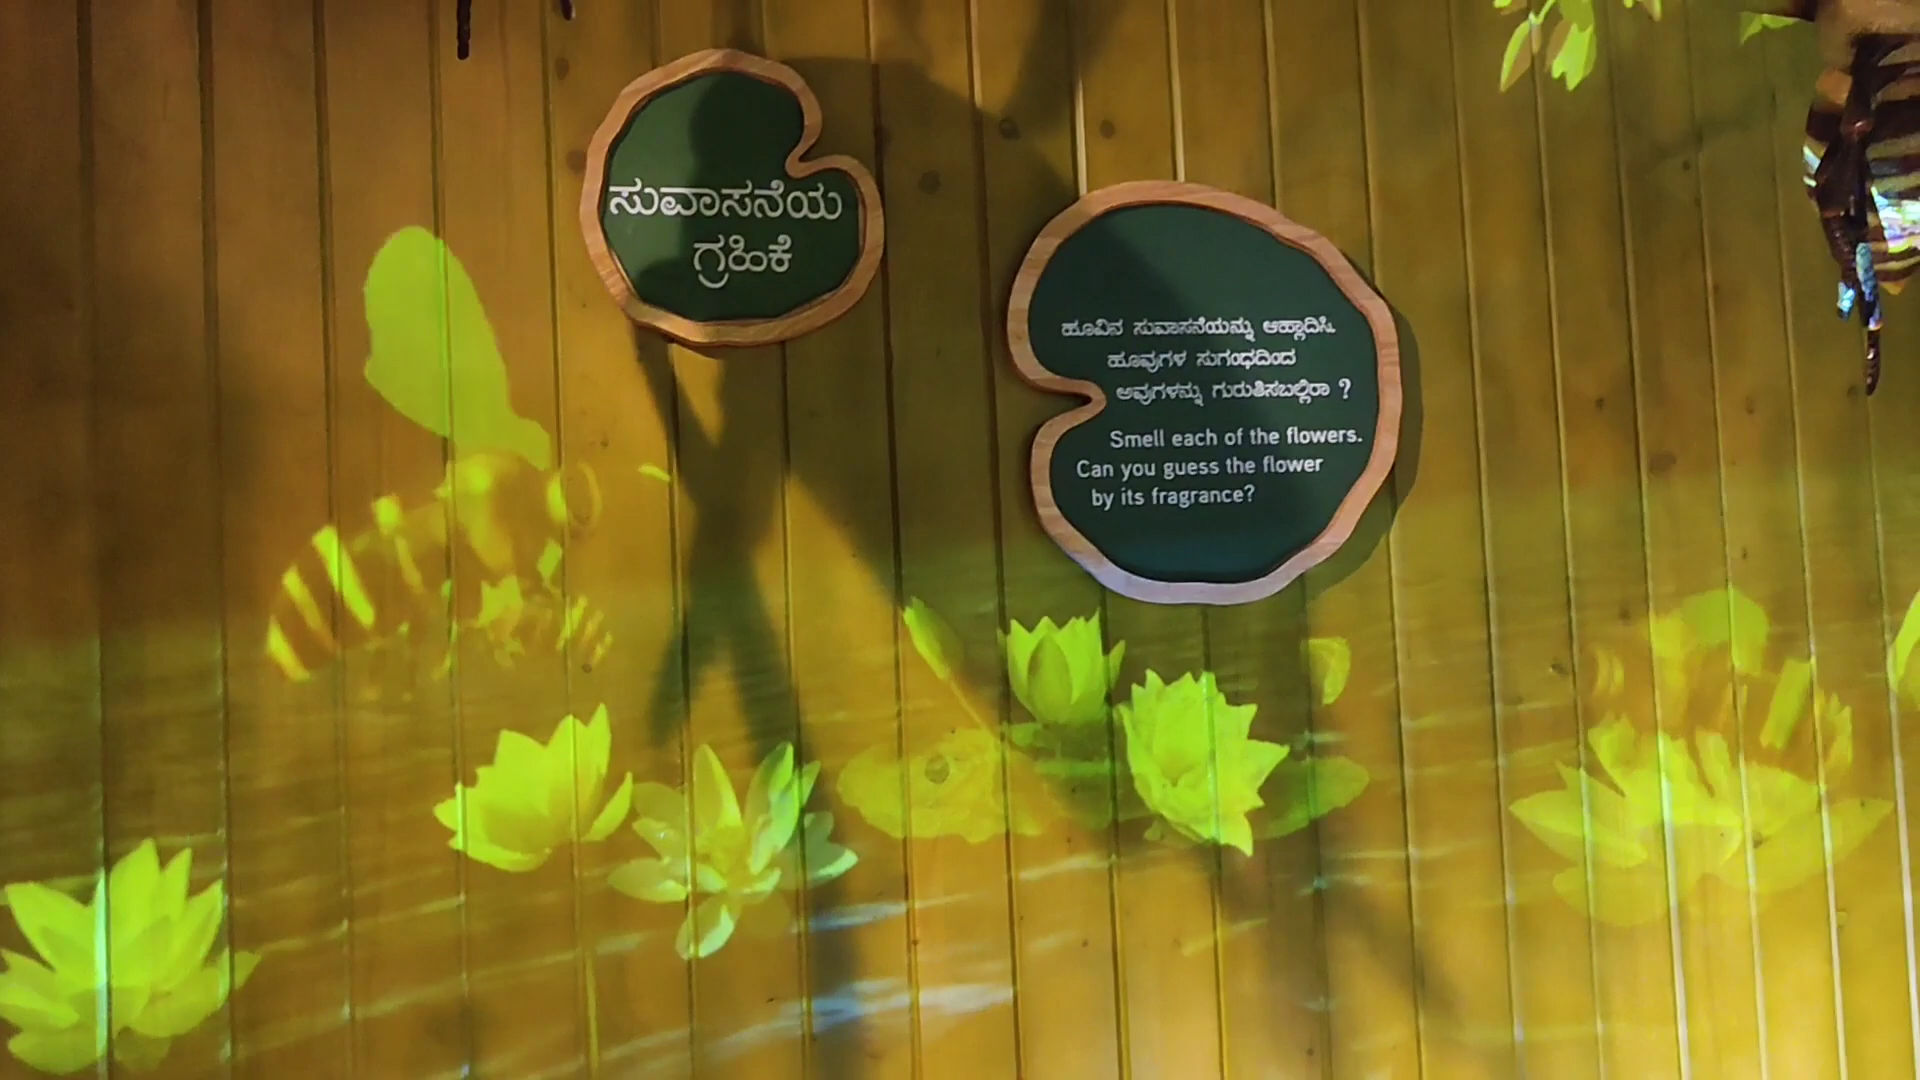 ಸುವಾಸನೆಯ
ಗ್ರಹಿಕೆ
ಹೂವಿನ ಸುವಾಸನೆಯನ್ನು ಆಹ್ಲಾದಿಸಿ.
ಹೂವುಗಳ ಸುಗಂಧದಿಂದ
ಅವುಗಳನ್ನು ಗುರುತಿಸಬಲ್ಲಿರಾ ?
Smell each of the flowers.
Can you guess the flower
by its fragrance?